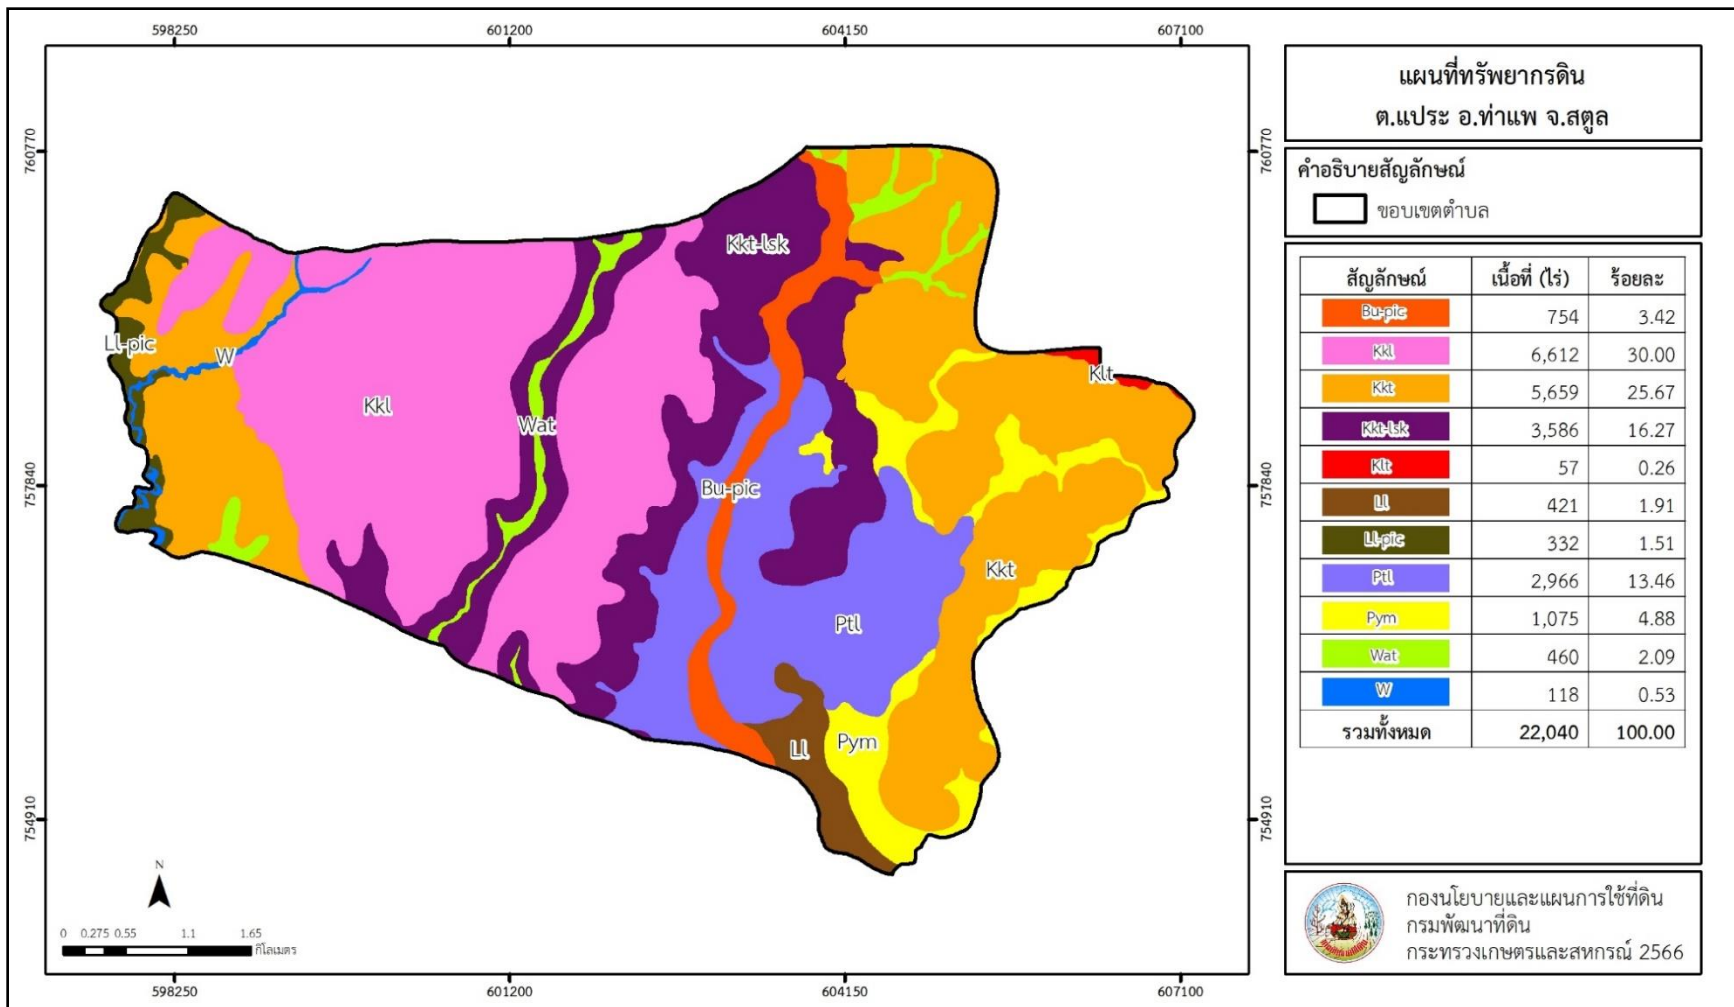 598250 601200 604150 607100
760770 760770
757840 757840
754910 754910
598250 601200 604150 607100
Kkt-lsk
Ll-pic
W
Klt
Kkl
Wat
Bu-pic
Kkt
Ptl
Ll
Pym
N
0 0.275 0.55 1.1 1.65
กิโลเมตร
แผนที่ทรัพยากรดิน
ต.แประ อ.ท่าแพ จ.สตูล
คำอธิบายสัญลักษณ์
ขอบเขตตำบล
สัญลักษณ์ เนื้อที่ (ไร่) ร้อยละ
Bu-pic 754 3.42
Kkl 6,612 30.00
Kkt 5,659 25.67
Kkt-lsk 3,586 16.27
Klt 57 0.26
Ll 421 1.91
Ll-pic 332 1.51
Ptl 2,966 13.46
Pym 1,075 4.88
Wat 460 2.09
W 118 0.53
รวมทั้งหมด 22,040 100.00
กองนโยบายและแผนการใช้ที่ดิน
กรมพัฒนาที่ดิน
กระทรวงเกษตรและสหกรณ์ 2566